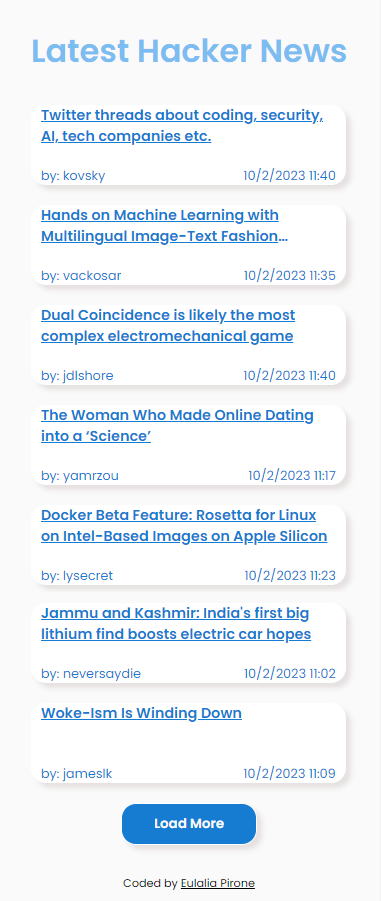 Latest Hacker News
Twitter threads about coding, security,
AI, tech companies etc.
by: kovsky 10/2/2023 11:40
Hands on Machine Learning with
Multilingual Image-Text Fashion...
by: vackosar 10/2/2023 11:35
Dual Coincidence is likely the most
complex electromechanical game
by: jdlshore 10/2/2023 11:40
The Woman Who Made Online Dating
into a ‘Science’
by: yamrzou 10/2/2023 11:17
Docker Beta Feature: Rosetta for Linux
on Intel-Based Images on Apple Silicon
by: lysecret 10/2/2023 11:23
Jammu and Kashmir: India's first big
lithium find boosts electric car hopes
by: neversaydie 10/2/2023 11:02
Woke-Ism Is Winding Down
by: jameslk 10/2/2023 11:09
Load More
Coded by Eulalia Pirone